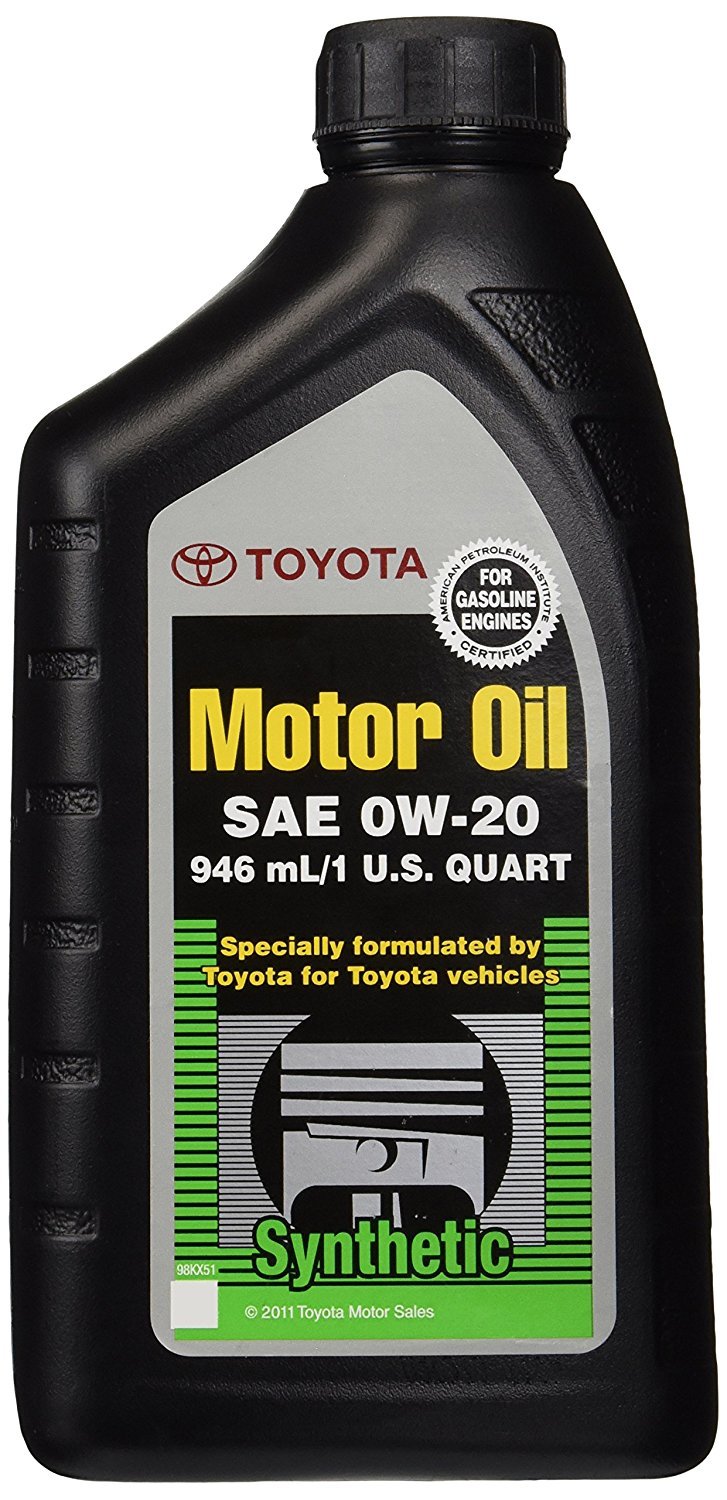 TOYOTA
AMERICAN PETROLEUM INSTITUTE
FOR
GASOLINE
ENGINES
• CERTIFIED •
Motor Oil
SAE 0W-20
946 mL/1 U.S. QUART
Specially formulated by
Toyota for Toyota vehicles
Synthetic
98KX51
© 2011 Toyota Motor Sales